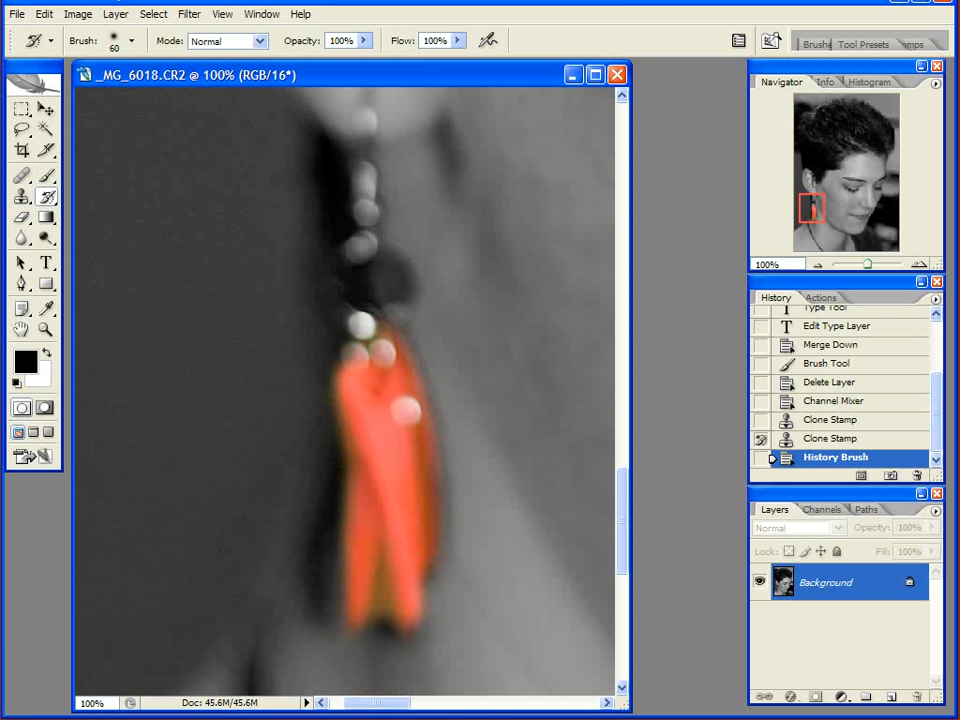 File Edit Image Layer Select Filter View Window Help
Brush: 60 Mode: Normal Opacity: 100% Flow: 100%
Brushe Tool Presets omps
_MG_6018.CR2 @ 100% (RGB/16*)
Navigator Info Histogram
100%
History Actions
Type Tool
Edit Type Layer
Merge Down
Brush Tool
Delete Layer
Channel Mixer
Clone Stamp
Clone Stamp
History Brush
Layers Channels Paths
Normal Opacity: 100%
Lock: Fill: 100%
Background
100% Doc: 45.6M/45.6M